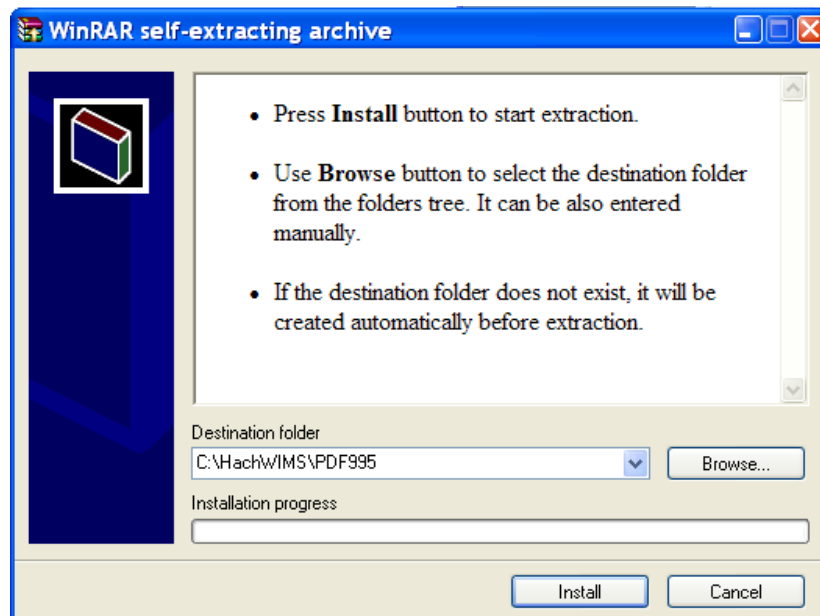 WinRAR self-extracting archive
• Press Install button to start extraction.
• Use Browse button to select the destination folder
from the folders tree. It can be also entered
manually.
• If the destination folder does not exist, it will be
created automatically before extraction.
Destination folder
C:\HachWIMS\PDF995
Browse...
Installation progress
Install
Cancel